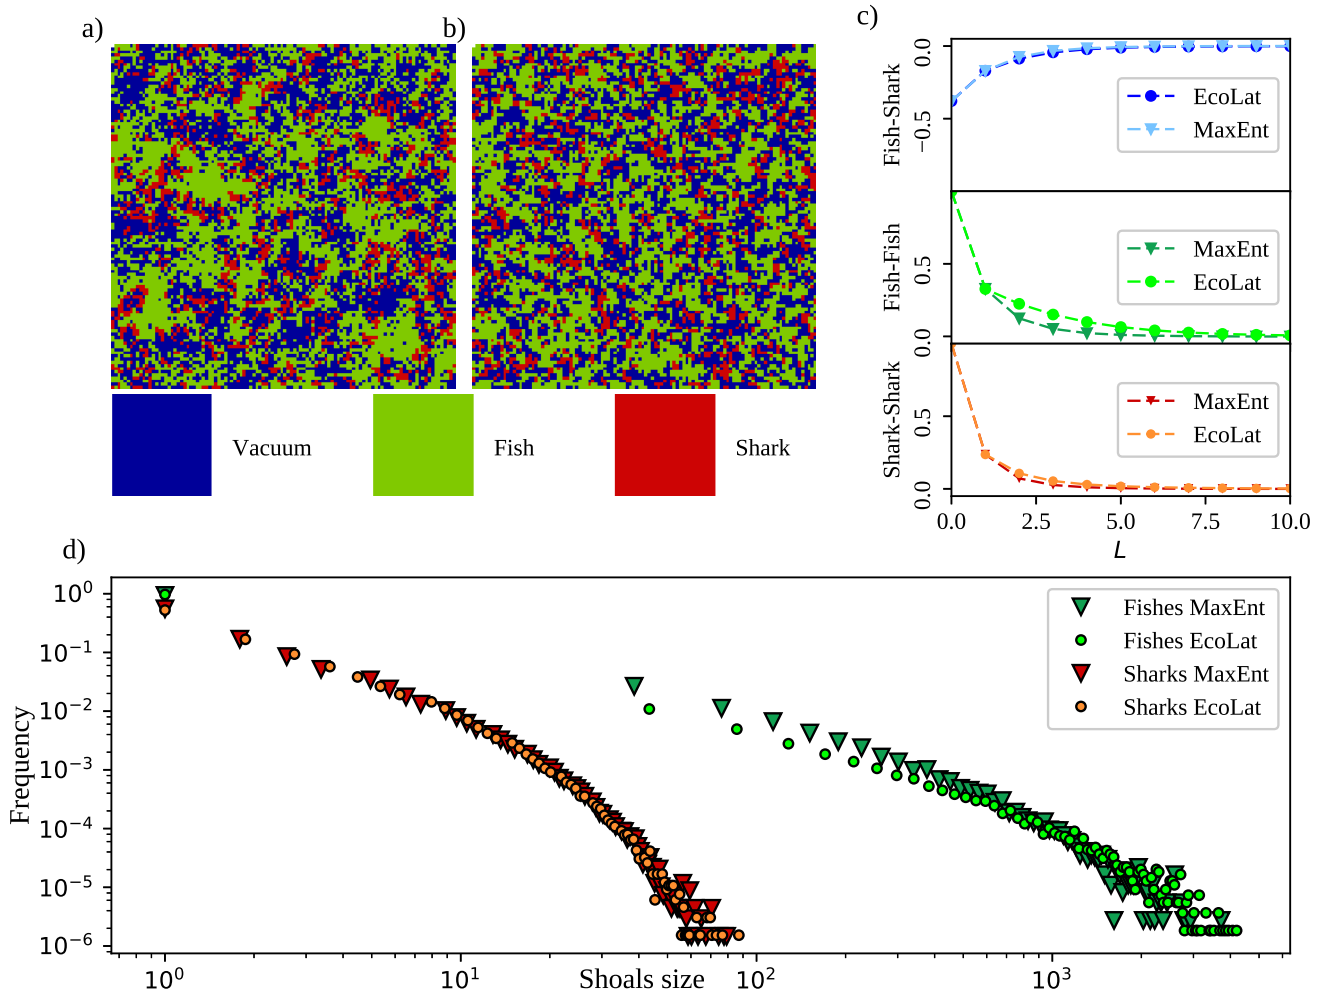 a)
b)
Vacuum
Fish
Shark
c)
0.0
−0.5
Fish-Shark
EcoLat
MaxEnt
0.5
0.0
Fish-Fish
MaxEnt
EcoLat
0.5
0.0
Shark-Shark
MaxEnt
EcoLat
0.0 2.5 5.0 7.5 10.0
L
d)
10^0
10^−1
10^−2
10^−3
10^−4
10^−5
10^−6
Frequency
Fishes MaxEnt
Fishes EcoLat
Sharks MaxEnt
Sharks EcoLat
10^0 10^1 10^2 10^3
Shoals size